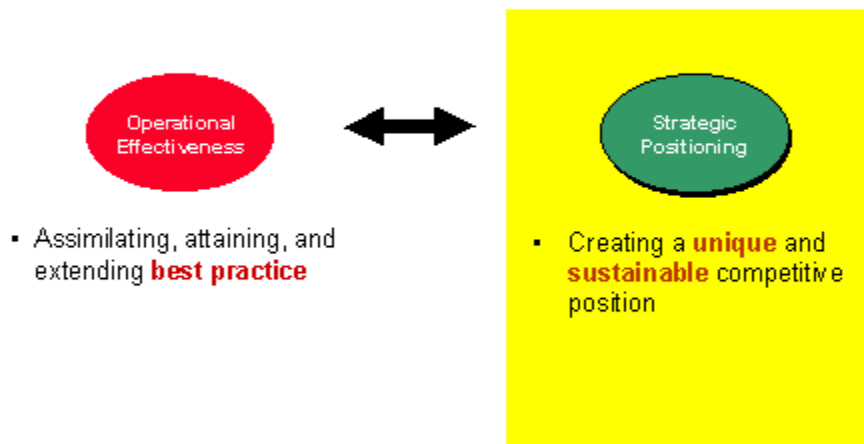 Operational
Effectiveness
Strategic
Positioning
▪ Assimilating, attaining, and
extending best practice
▪ Creating a unique and
sustainable competitive
position